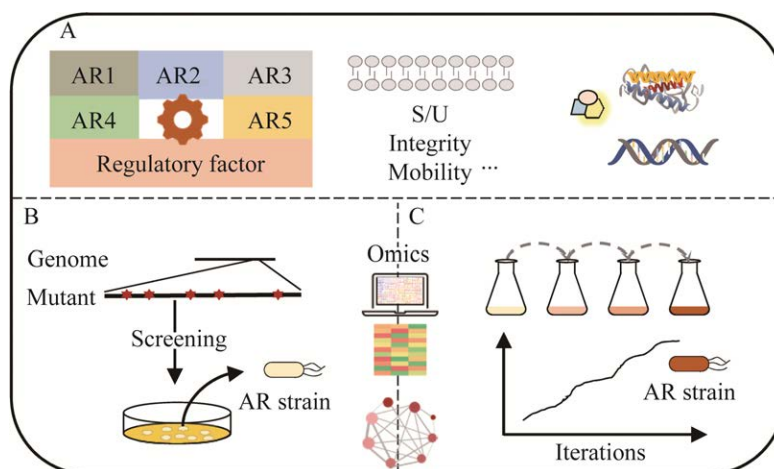 A
AR1 AR2 AR3
AR4 AR5
Regulatory factor
S/U
Integrity
Mobility ...
B
Genome
Mutant
Screening
AR strain
Omics
C
AR strain
Iterations